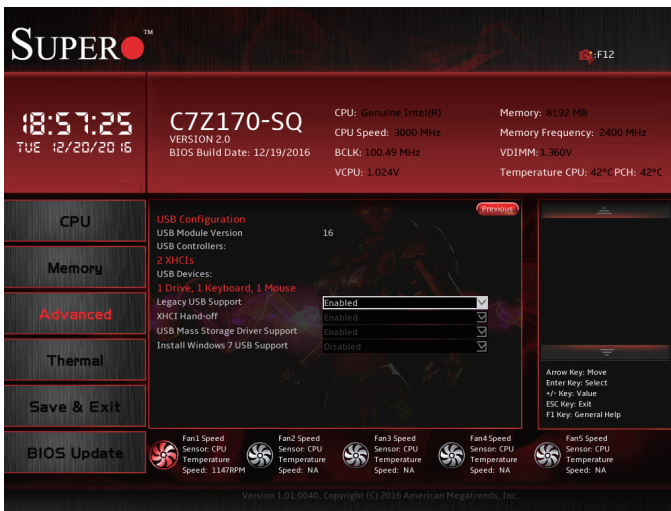 SUPER TM
:F12
18:57:25
TUE 12/20/2016
C7Z170-SQ
VERSION 2.0
BIOS Build Date: 12/19/2016
CPU: Genuine Intel(R)
CPU Speed: 3000 MHz
BCLK: 100.49 MHz
VCPU: 1.024V
Memory: 8192 MB
Memory Frequency: 2400 MHz
VDIMM:1.360V
Temperature CPU: 42°C PCH: 42°C
CPU
Memory
Advanced
Thermal
Save & Exit
BIOS Update
Previous
USB Configuration
USB Module Version 16
USB Controllers:
2 XHCIs
USB Devices:
1 Drive, 1 Keyboard, 1 Mouse
Legacy USB Support Enabled
XHCI Hand-off Enabled
USB Mass Storage Driver Support Enabled
Install Windows 7 USB Support Disabled
Arrow Key: Move
Enter Key: Select
+/- Key: Value
ESC Key: Exit
F1 Key: General Help
Fan1 Speed
Sensor: CPU
Temperature
Speed: 1147RPM
Fan2 Speed
Sensor: CPU
Temperature
Speed: NA
Fan3 Speed
Sensor: CPU
Temperature
Speed: NA
Fan4 Speed
Sensor: CPU
Temperature
Speed: NA
Fan5 Speed
Sensor: CPU
Temperature
Speed: NA
Version 1.01.0040. Copyright (C) 2016 American Megatrends, Inc.